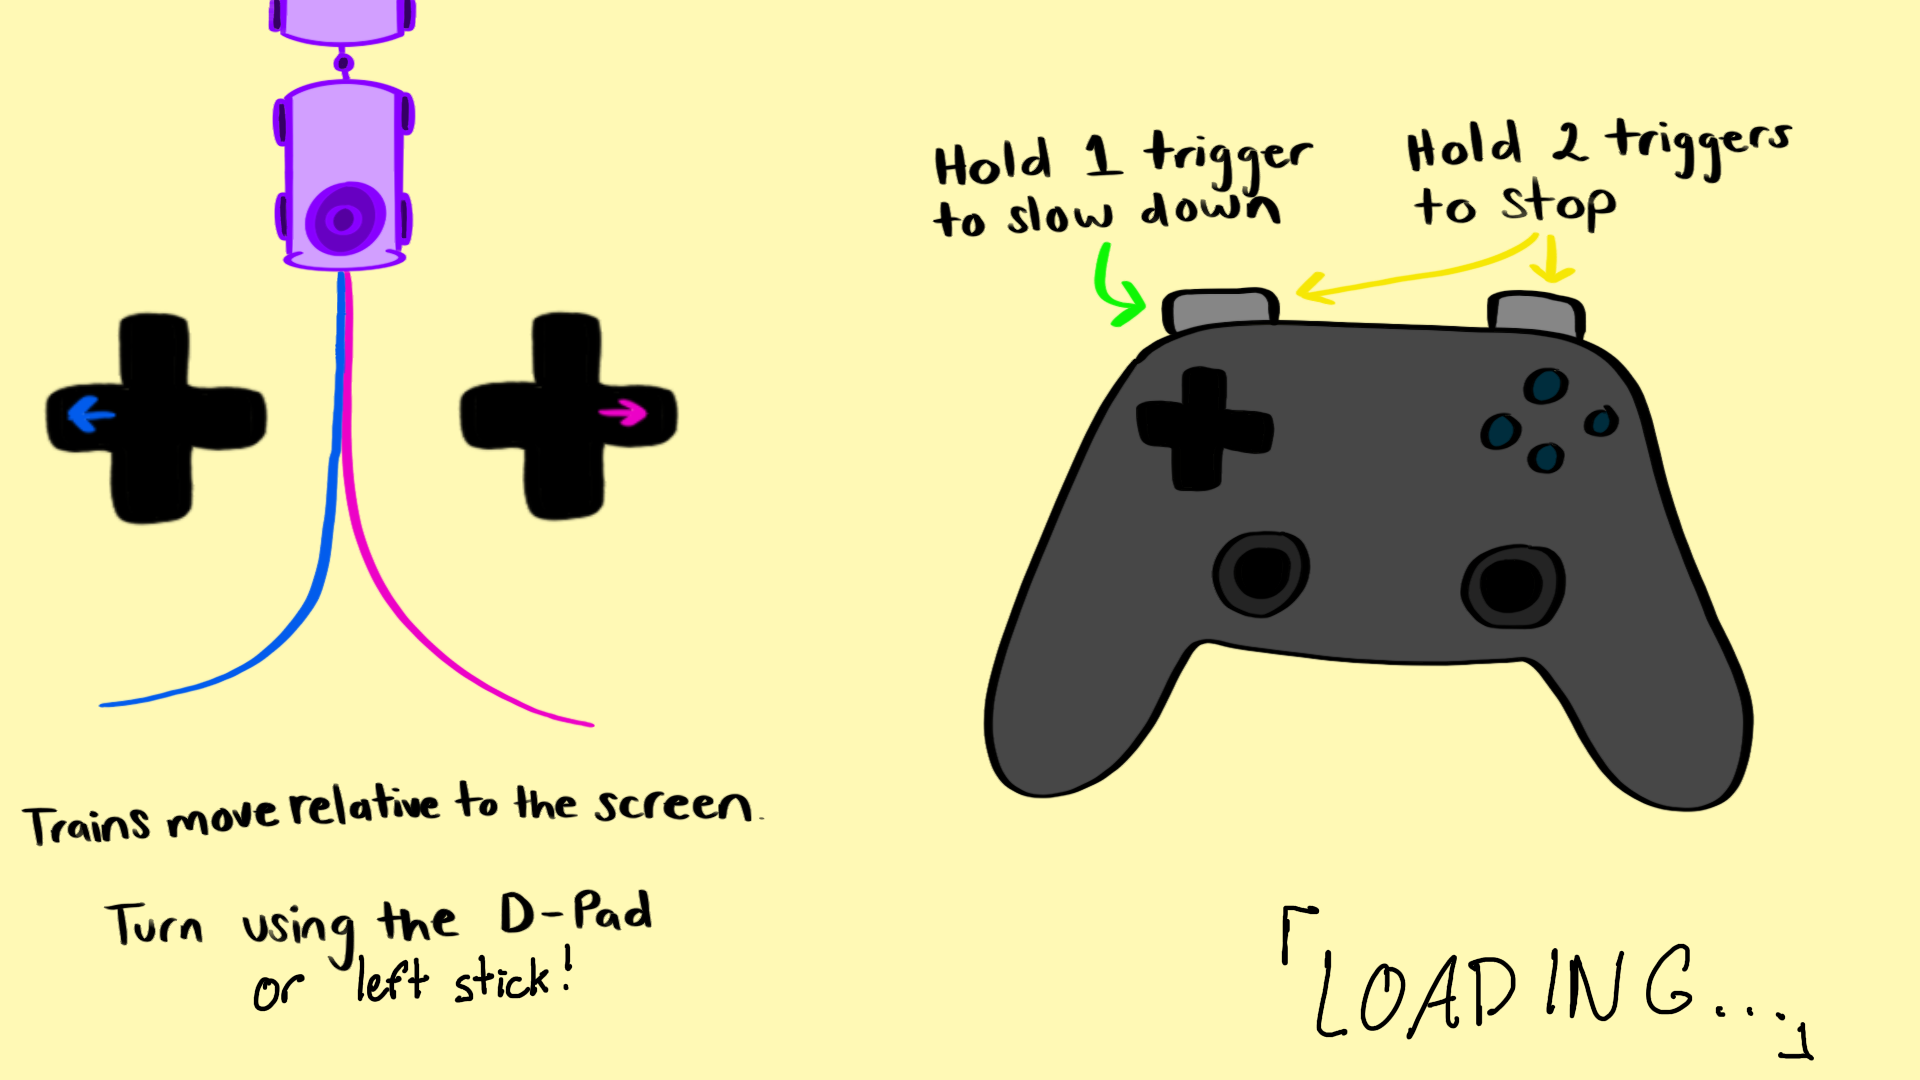 Hold 1 trigger
to slow down
Hold 2 triggers
to stop
Trains move relative to the screen.
Turn using the D-Pad
or left stick!
「LOADING...」